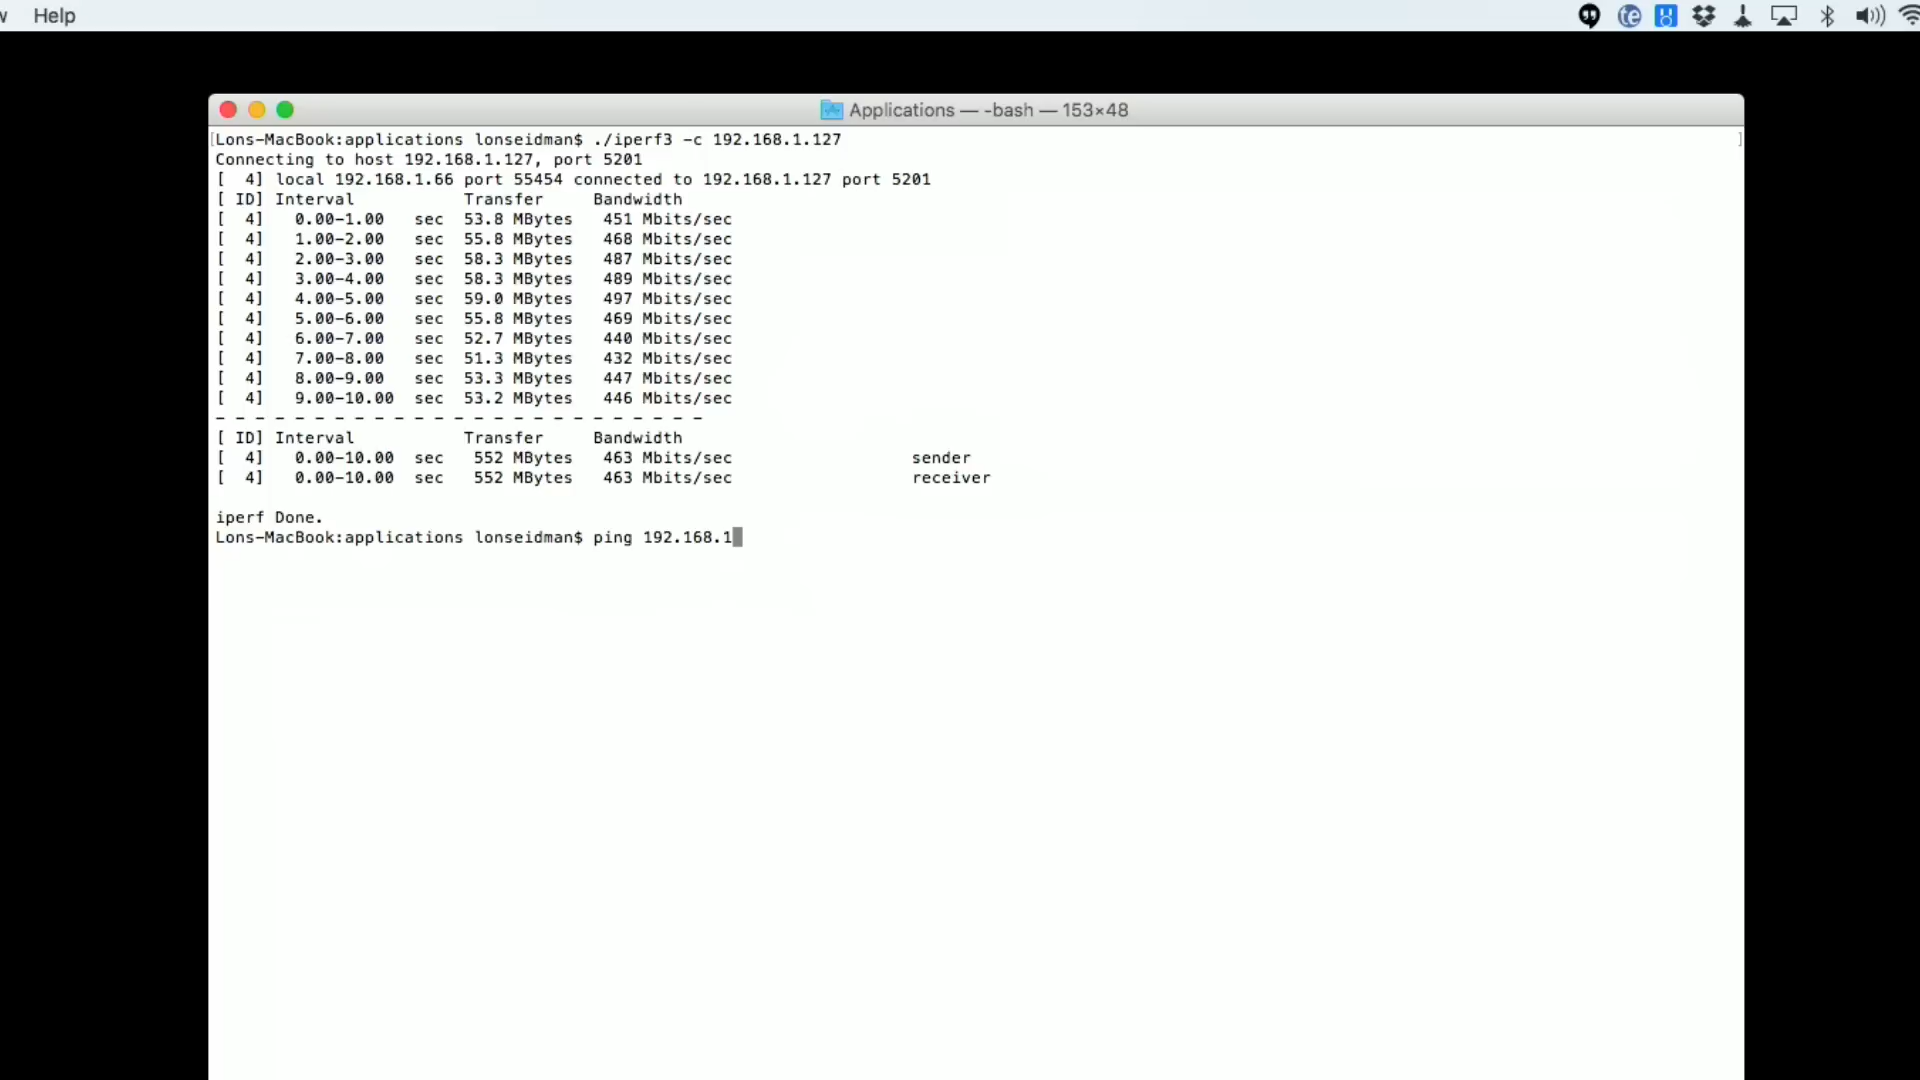 Help
te
Applications — -bash — 153×48
[Lons-MacBook:applications lonseidman$ ./iperf3 -c 192.168.1.127 ]
Connecting to host 192.168.1.127, port 5201
[  4] local 192.168.1.66 port 55454 connected to 192.168.1.127 port 5201
[ ID] Interval           Transfer     Bandwidth
[  4]   0.00-1.00   sec  53.8 MBytes   451 Mbits/sec
[  4]   1.00-2.00   sec  55.8 MBytes   468 Mbits/sec
[  4]   2.00-3.00   sec  58.3 MBytes   487 Mbits/sec
[  4]   3.00-4.00   sec  58.3 MBytes   489 Mbits/sec
[  4]   4.00-5.00   sec  59.0 MBytes   497 Mbits/sec
[  4]   5.00-6.00   sec  55.8 MBytes   469 Mbits/sec
[  4]   6.00-7.00   sec  52.7 MBytes   440 Mbits/sec
[  4]   7.00-8.00   sec  51.3 MBytes   432 Mbits/sec
[  4]   8.00-9.00   sec  53.3 MBytes   447 Mbits/sec
[  4]   9.00-10.00  sec  53.2 MBytes   446 Mbits/sec
- - - - - - - - - - - - - - - - - - - - - - - - -
[ ID] Interval           Transfer     Bandwidth
[  4]   0.00-10.00  sec   552 MBytes   463 Mbits/sec                  sender
[  4]   0.00-10.00  sec   552 MBytes   463 Mbits/sec                  receiver
iperf Done.
Lons-MacBook:applications lonseidman$ ping 192.168.1